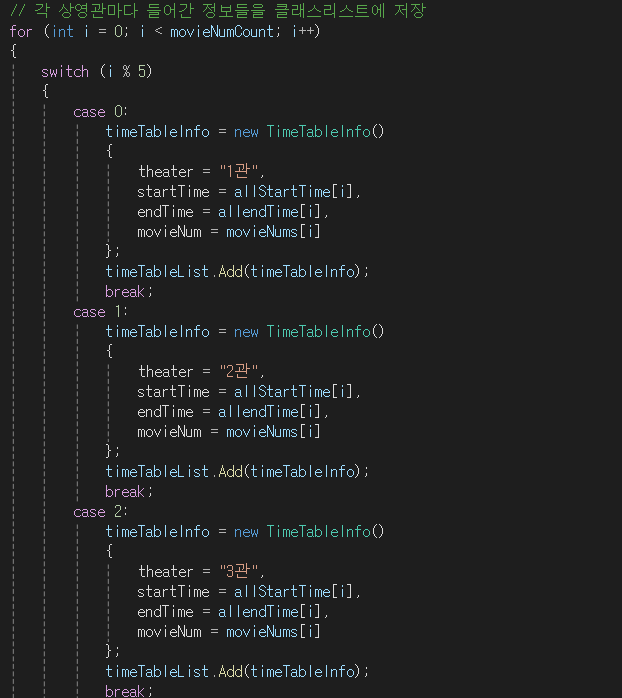 // 각 상영관마다 들어간 정보들을 클래스리스트에 저장
for (int i = 0; i < movieNumCount; i++)
{
switch (i % 5)
{
case 0:
timeTableInfo = new TimeTableInfo()
{
theater = "1관",
startTime = allStartTime[i],
endTime = allendTime[i],
movieNum = movieNums[i]
};
timeTableList.Add(timeTableInfo);
break;
case 1:
timeTableInfo = new TimeTableInfo()
{
theater = "2관",
startTime = allStartTime[i],
endTime = allendTime[i],
movieNum = movieNums[i]
};
timeTableList.Add(timeTableInfo);
break;
case 2:
timeTableInfo = new TimeTableInfo()
{
theater = "3관",
startTime = allStartTime[i],
endTime = allendTime[i],
movieNum = movieNums[i]
};
timeTableList.Add(timeTableInfo);
break;